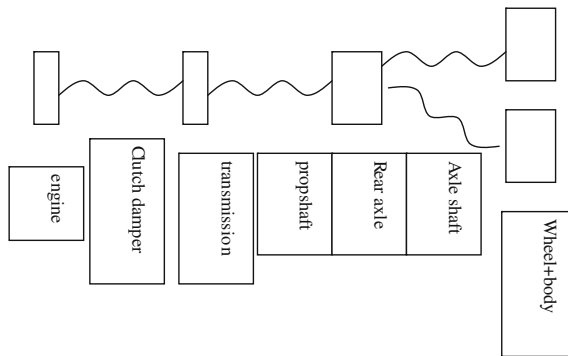 engine
Clutch damper
transmission
propshaft
Rear axle
Axle shaft
Wheel+body